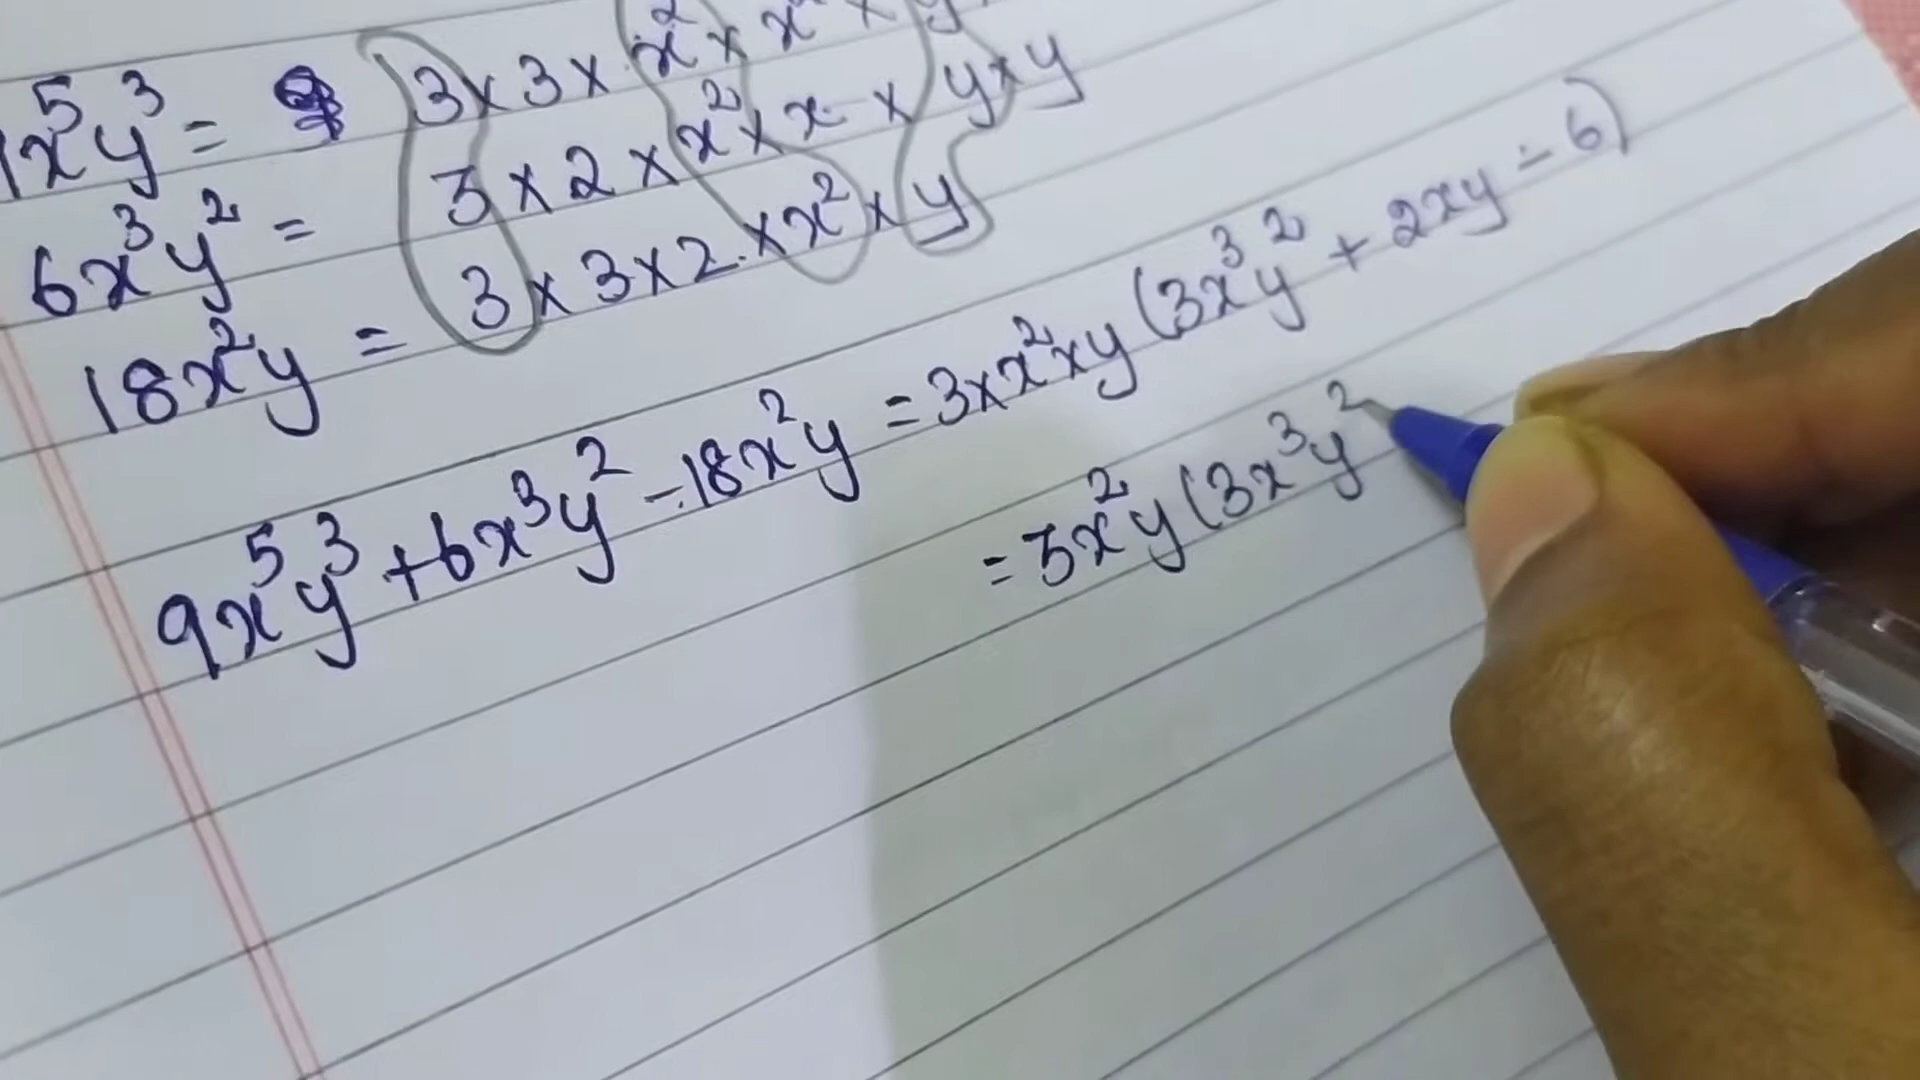 x⁵y³ = 3×3×x²×x²×y
6x³y² = 3×2×x²×x×y×y
18x²y = 3×3×2×x²×y
9x⁵y³+6x³y²-18x²y = 3×x²×y(3x³y²+2xy-6)
= 3x²y(3x³y²